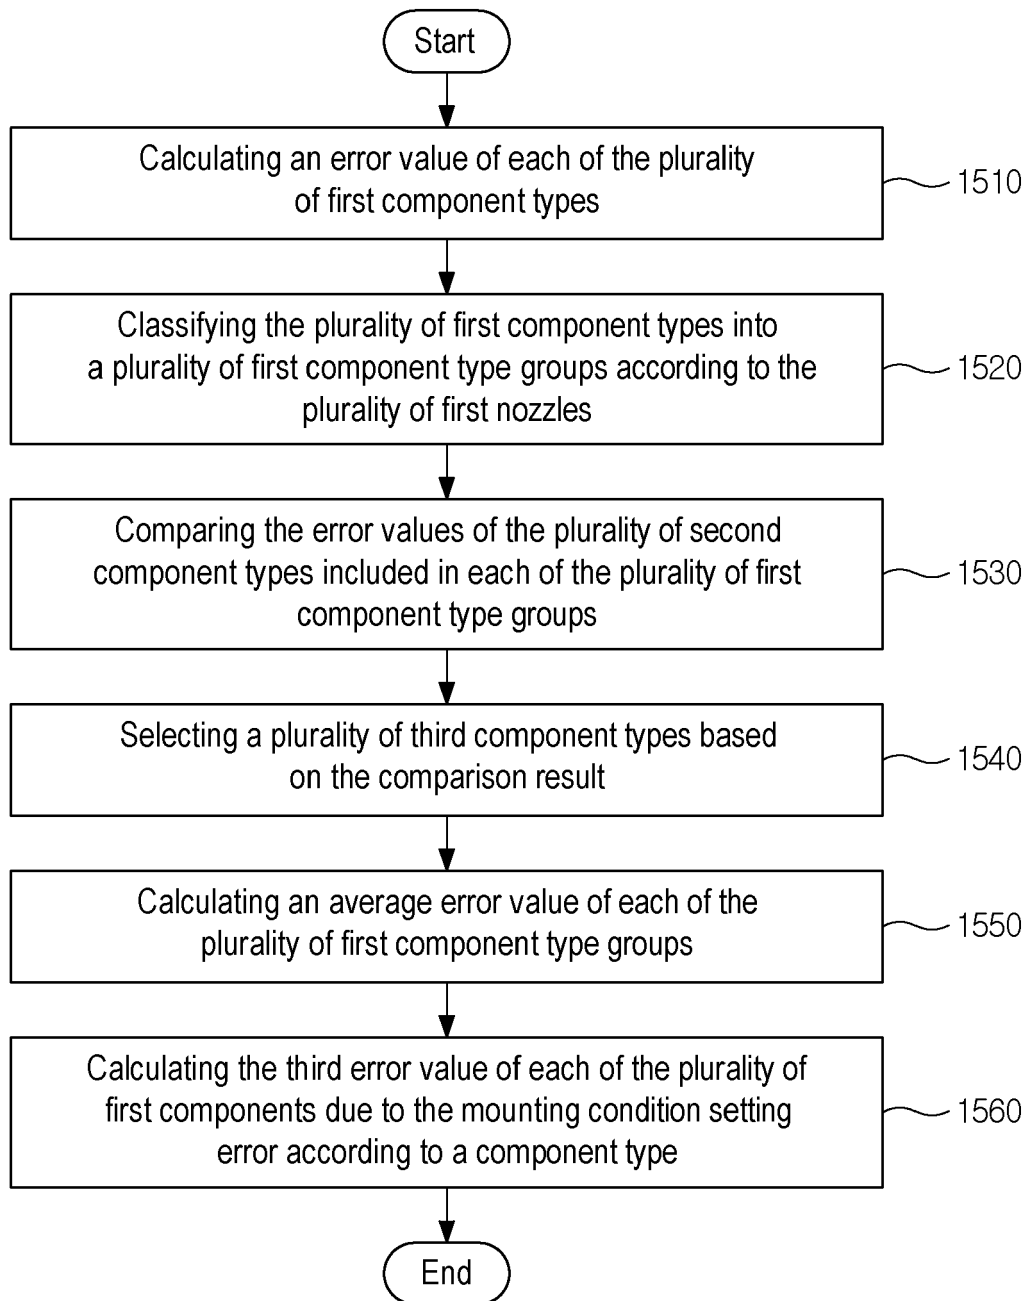 Start
Calculating an error value of each of the plurality
of first component types
1510
Classifying the plurality of first component types into
a plurality of first component type groups according to the
plurality of first nozzles
1520
Comparing the error values of the plurality of second
component types included in each of the plurality of first
component type groups
1530
Selecting a plurality of third component types based
on the comparison result
1540
Calculating an average error value of each of the
plurality of first component type groups
1550
Calculating the third error value of each of the plurality of
first components due to the mounting condition setting
error according to a component type
1560
End